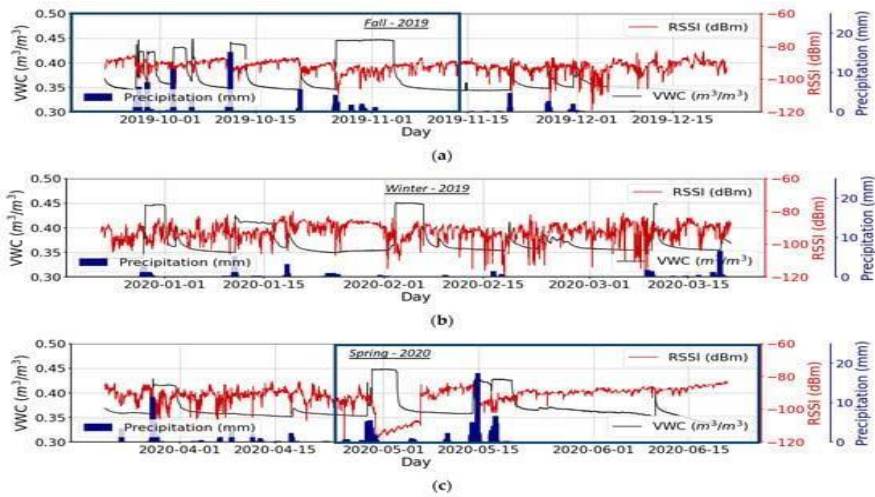 Fall - 2019
VWC (m³/m³)
0.50
0.45
0.40
0.35
0.30
RSSI (dBm)
Precipitation (mm)
VWC (m³/m³)
−60
−80
−100
−120
RSSI (dBm)
20
10
0
Precipitation (mm)
2019-10-01 2019-10-15 2019-11-01 2019-11-15 2019-12-01 2019-12-15
Day
(a)
Winter - 2019
VWC (m³/m³)
0.50
0.45
0.40
0.35
0.30
RSSI (dBm)
Precipitation (mm)
VWC (m³/m³)
−60
−80
−100
−120
RSSI (dBm)
20
10
0
Precipitation (mm)
2020-01-01 2020-01-15 2020-02-01 2020-02-15 2020-03-01 2020-03-15
Day
(b)
Spring - 2020
VWC (m³/m³)
0.50
0.45
0.40
0.35
0.30
RSSI (dBm)
Precipitation (mm)
VWC (m³/m³)
−60
−80
−100
−120
RSSI (dBm)
20
10
0
Precipitation (mm)
2020-04-01 2020-04-15 2020-05-01 2020-05-15 2020-06-01 2020-06-15
Day
(c)